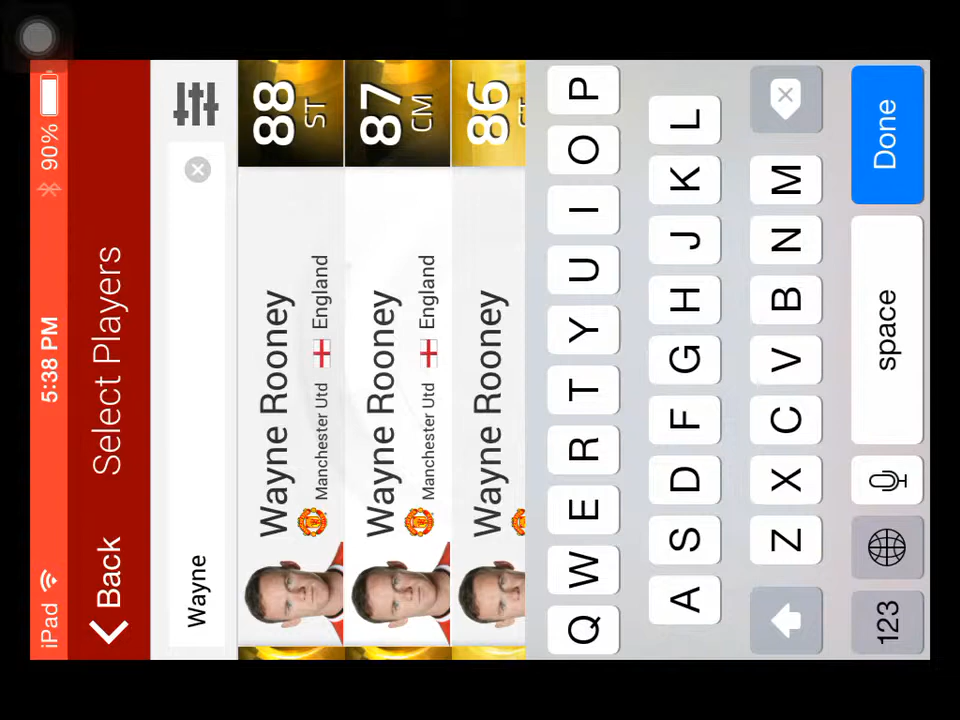 iPad 5:38 PM 90%
Back Select Players
Wayne
Wayne Rooney 88
Manchester Utd England ST
Wayne Rooney 87
Manchester Utd England CM
Wayne Rooney 86
Q W E R T Y U I O P
A S D F G H J K L
Z X C V B N M
123 space Done